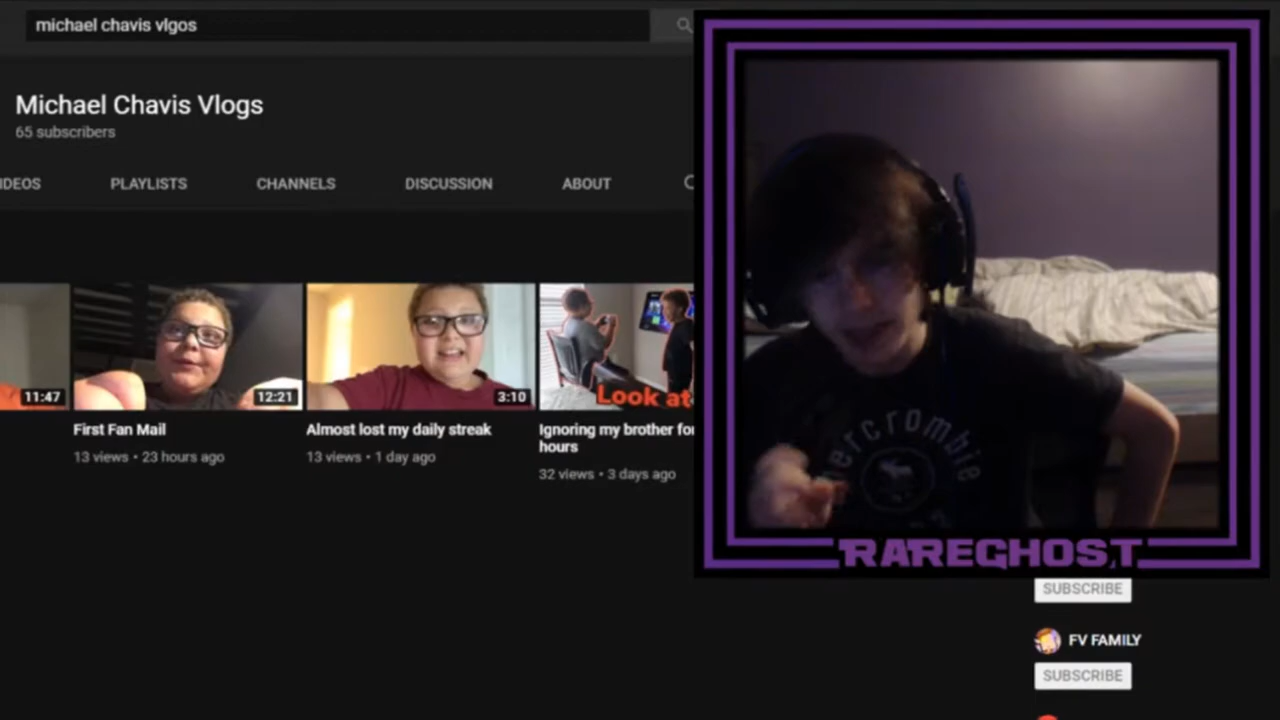 michael chavis vlgos
Michael Chavis Vlogs
65 subscribers
IDEOS
PLAYLISTS
CHANNELS
DISCUSSION
ABOUT
11:47
12:21
3:10
Look at
First Fan Mail
13 views • 23 hours ago
Almost lost my daily streak
13 views • 1 day ago
Ignoring my brother for
hours
32 views • 3 days ago
ercrombie
RAREGHOST
SUBSCRIBE
FV FAMILY
SUBSCRIBE